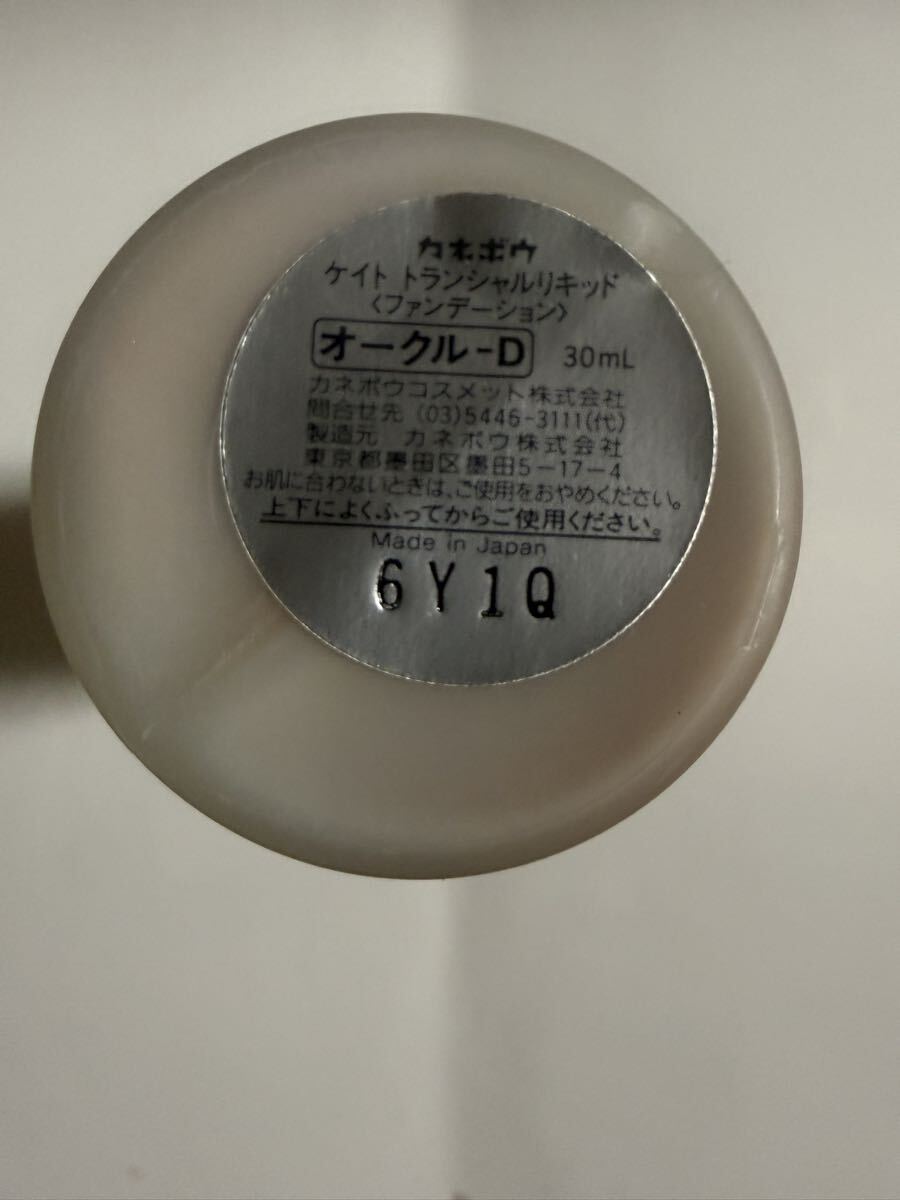 カネボウ
ケイト トランシャルリキッド
〈ファンデーション〉
オークル-D 30mL
カネボウコスメット株式会社
問合せ先 (03)5446-3111(代)
製造元 カネボウ株式会社
東京都墨田区墨田5-17-4
お肌に合わないときは、ご使用をおやめください。
上下によくふってからご使用ください。
Made in Japan
6Y1Q